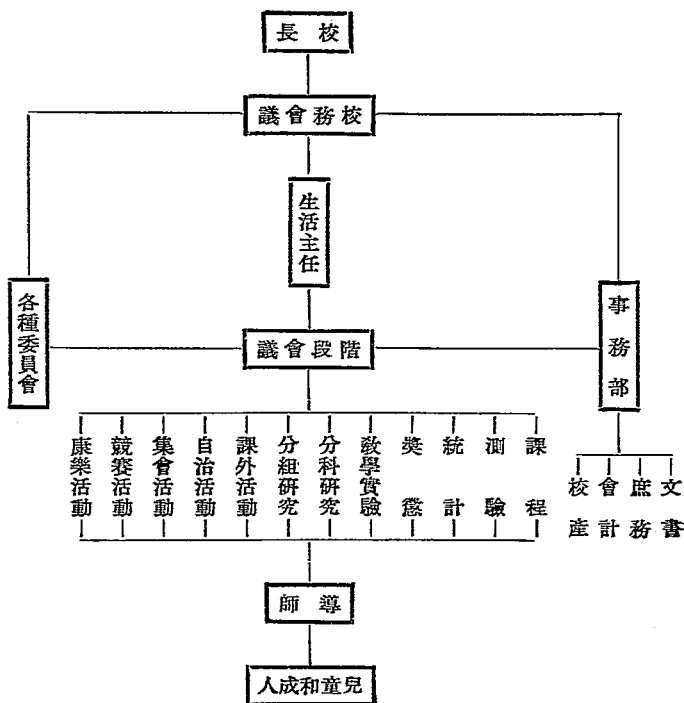 校長
校務會議
生活主任
事務部
各種委員會
階段會議
文書
庶務
會計
校產
課程
測驗
統計
獎懲
教學實驗
分科研究
分組研究
課外活動
自治活動
集會活動
競賽活動
康樂活動
導師
兒童和成人